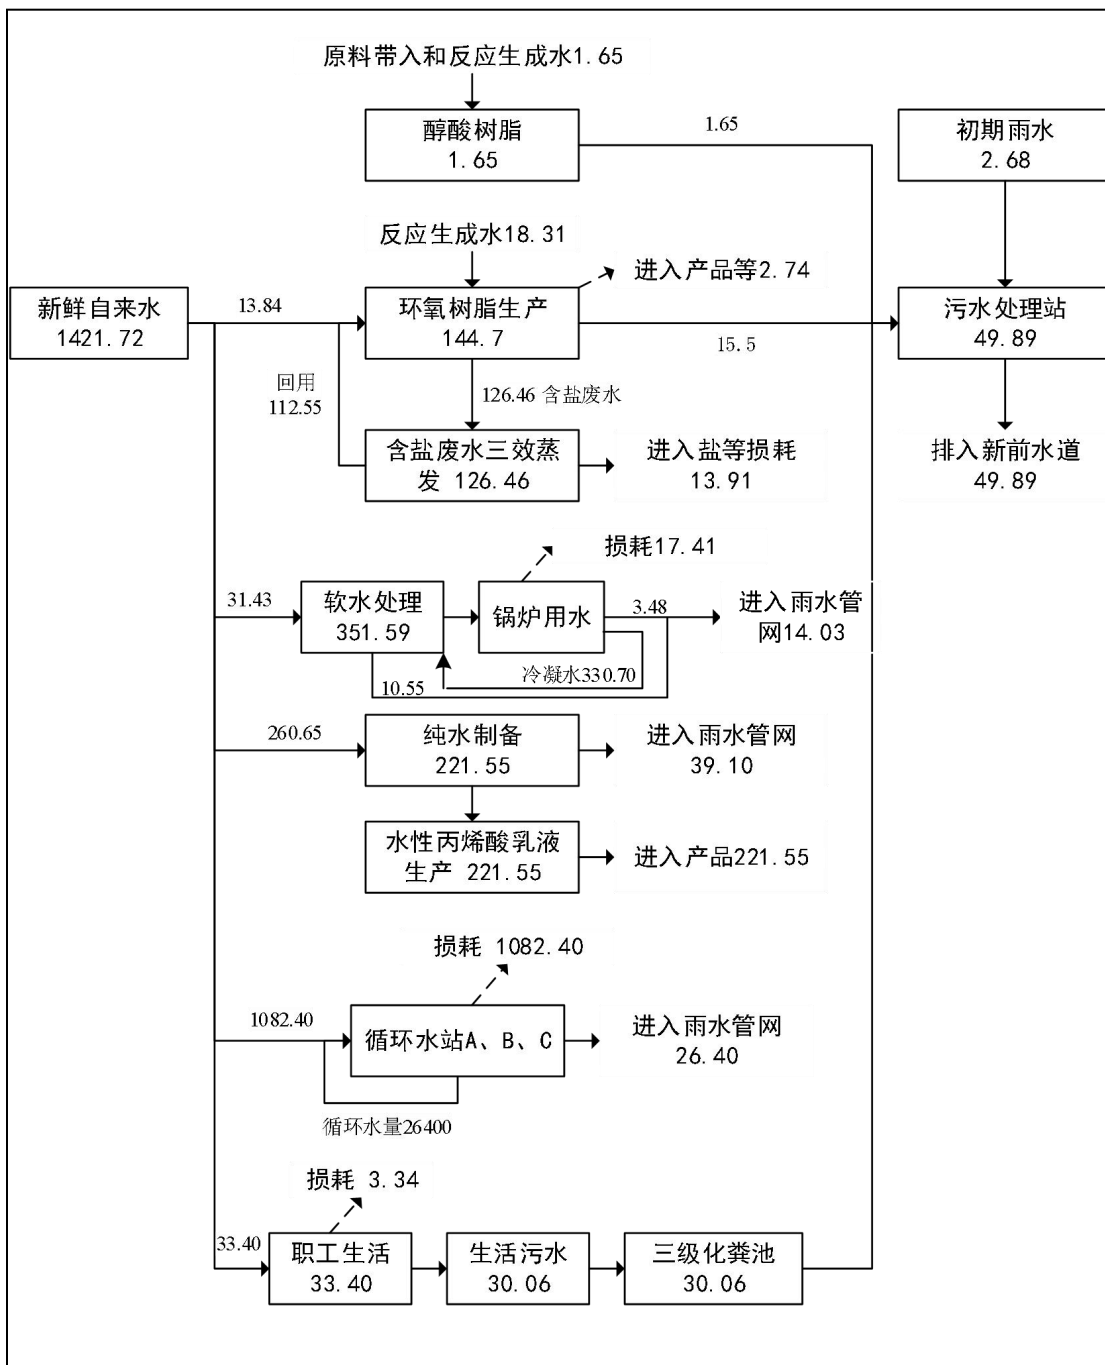 原料带入和反应生成水1.65
醇酸树脂
1.65
1.65
初期雨水
2.68
反应生成水18.31
进入产品等2.74
新鲜自来水
1421.72
13.84
环氧树脂生产
144.7
15.5
污水处理站
49.89
回用
112.55
126.46 含盐废水
含盐废水三效蒸
发 126.46
进入盐等损耗
13.91
排入新前水道
49.89
损耗17.41
31.43
软水处理
351.59
锅炉用水
3.48
进入雨水管
网14.03
冷凝水330.70
10.55
260.65
纯水制备
221.55
进入雨水管网
39.10
水性丙烯酸乳液
生产 221.55
进入产品221.55
损耗 1082.40
1082.40
循环水站A、B、C
进入雨水管网
26.40
循环水量26400
损耗 3.34
33.40
职工生活
33.40
生活污水
30.06
三级化粪池
30.06